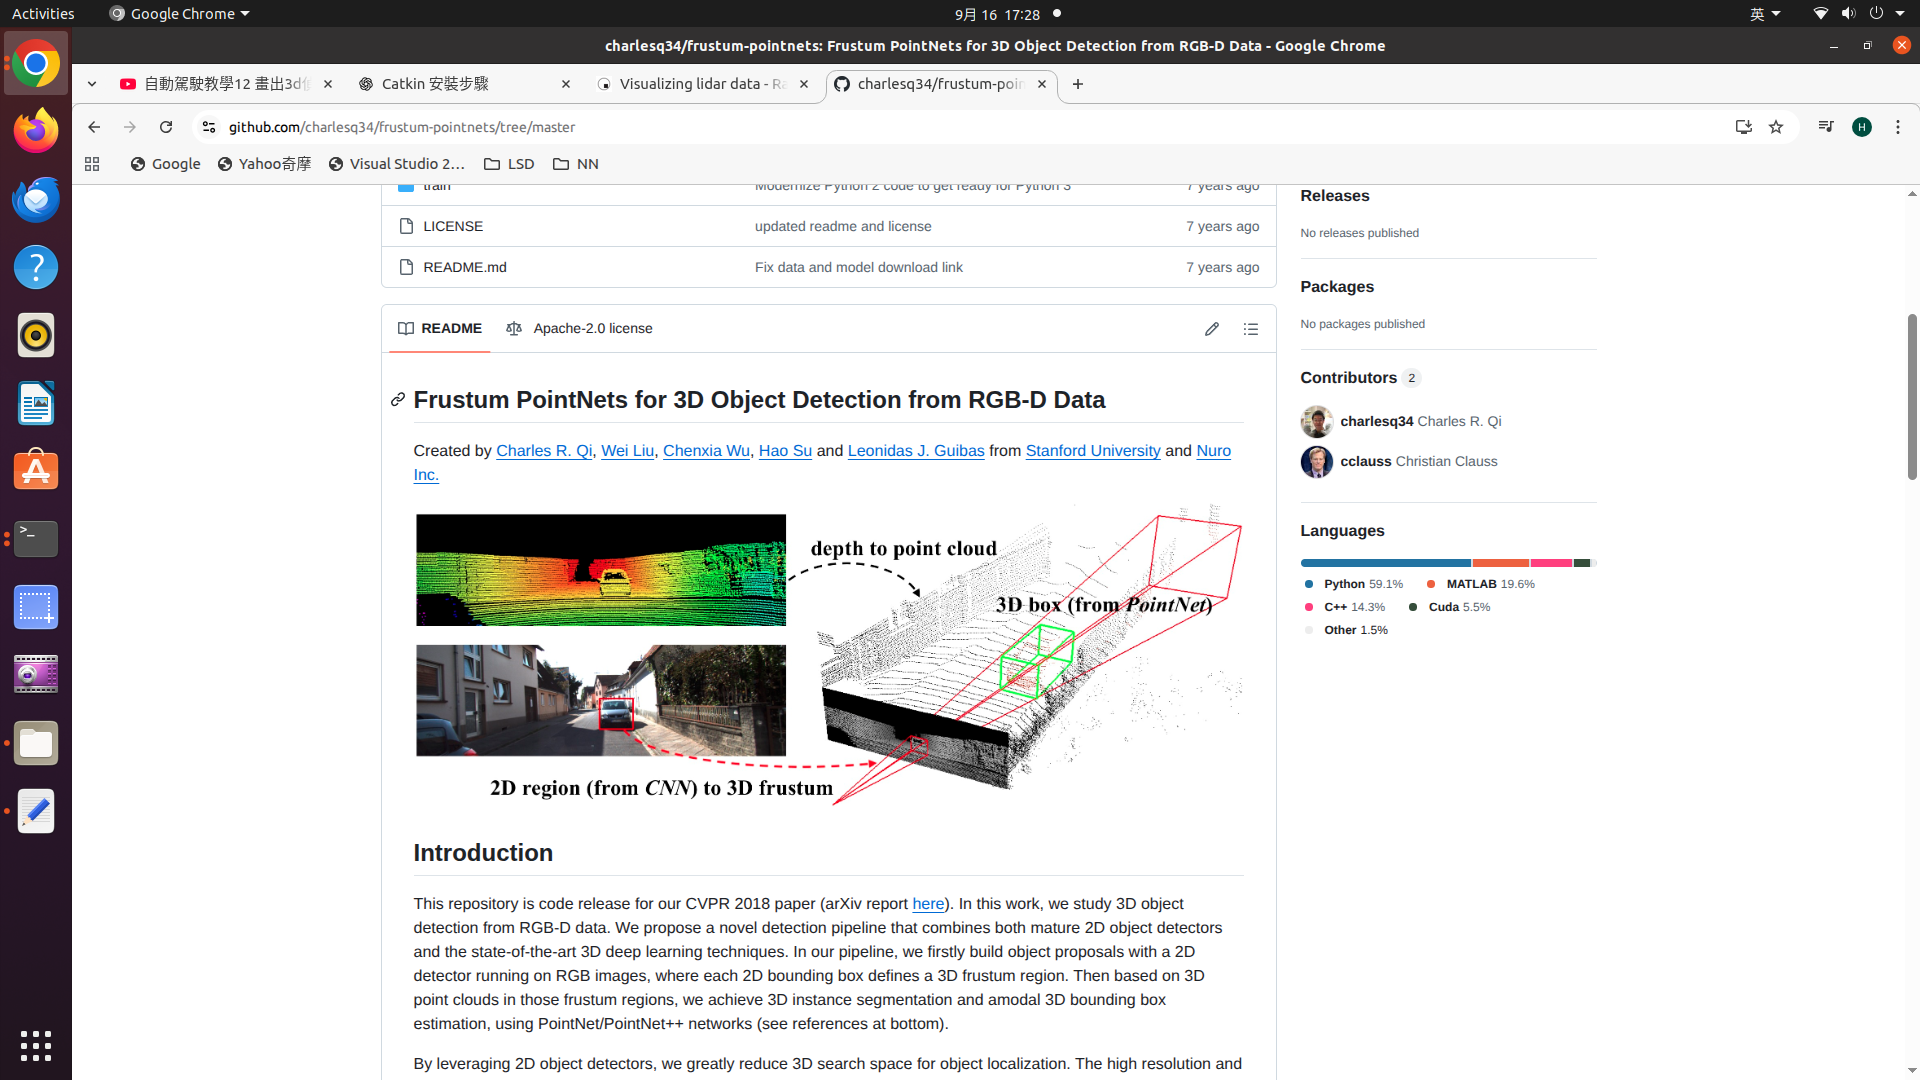 Activities
Google Chrome
9月 16 17:28
英
charlesq34/frustum-pointnets: Frustum PointNets for 3D Object Detection from RGB-D Data - Google Chrome
自動駕駛教學12 畫出3d
Catkin 安裝步驟
Visualizing lidar data - Ra
charlesq34/frustum-poin
github.com/charlesq34/frustum-pointnets/tree/master
H
Google
Yahoo奇摩
Visual Studio 2...
LSD
NN
train
Modernize Python 2 code to get ready for Python 3
7 years ago
LICENSE
updated readme and license
7 years ago
README.md
Fix data and model download link
7 years ago
README
Apache-2.0 license
Frustum PointNets for 3D Object Detection from RGB-D Data
Created by Charles R. Qi, Wei Liu, Chenxia Wu, Hao Su and Leonidas J. Guibas from Stanford University and Nuro
Inc.
depth to point cloud
3D box (from PointNet)
2D region (from CNN) to 3D frustum
Introduction
This repository is code release for our CVPR 2018 paper (arXiv report here). In this work, we study 3D object
detection from RGB-D data. We propose a novel detection pipeline that combines both mature 2D object detectors
and the state-of-the-art 3D deep learning techniques. In our pipeline, we firstly build object proposals with a 2D
detector running on RGB images, where each 2D bounding box defines a 3D frustum region. Then based on 3D
point clouds in those frustum regions, we achieve 3D instance segmentation and amodal 3D bounding box
estimation, using PointNet/PointNet++ networks (see references at bottom).
By leveraging 2D object detectors, we greatly reduce 3D search space for object localization. The high resolution and
Releases
No releases published
Packages
No packages published
Contributors 2
charlesq34 Charles R. Qi
cclauss Christian Clauss
Languages
Python 59.1%
MATLAB 19.6%
C++ 14.3%
Cuda 5.5%
Other 1.5%